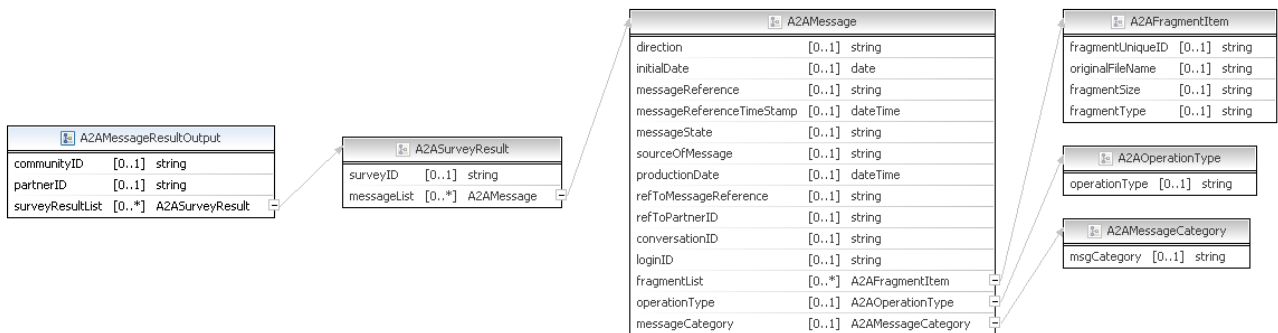 A2AMessageResultOutput
communityID [0..1] string
partnerID [0..1] string
surveyResultList [0..*] A2ASurveyResult
A2ASurveyResult
surveyID [0..1] string
messageList [0..*] A2AMessage
A2AMessage
direction [0..1] string
initialDate [0..1] date
messageReference [0..1] string
messageReferenceTimeStamp [0..1] dateTime
messageState [0..1] string
sourceOfMessage [0..1] string
productionDate [0..1] dateTime
refToMessageReference [0..1] string
refToPartnerID [0..1] string
conversationID [0..1] string
loginID [0..1] string
fragmentList [0..*] A2AFragmentItem
operationType [0..1] A2AOperationType
messageCategory [0..1] A2AMessageCategory
A2AFragmentItem
fragmentUniqueID [0..1] string
originalFileName [0..1] string
fragmentSize [0..1] string
fragmentType [0..1] string
A2AOperationType
operationType [0..1] string
A2AMessageCategory
msgCategory [0..1] string